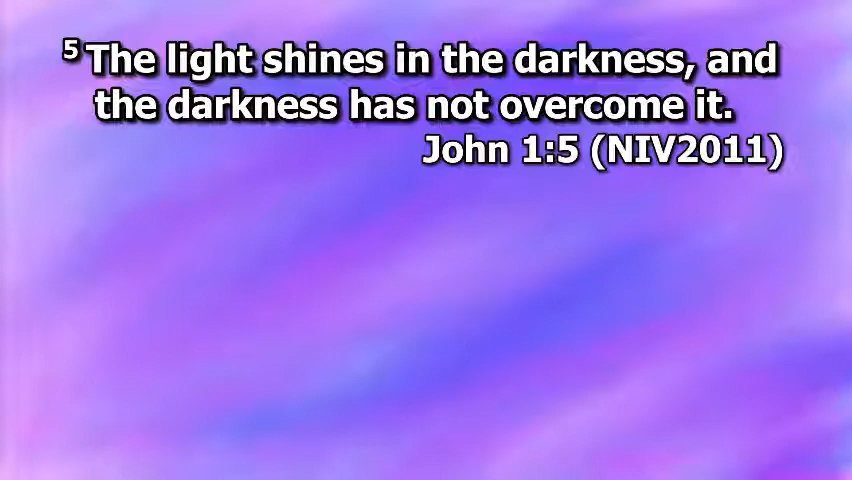 5 The light shines in the darkness, and
the darkness has not overcome it.
John 1:5 (NIV2011)